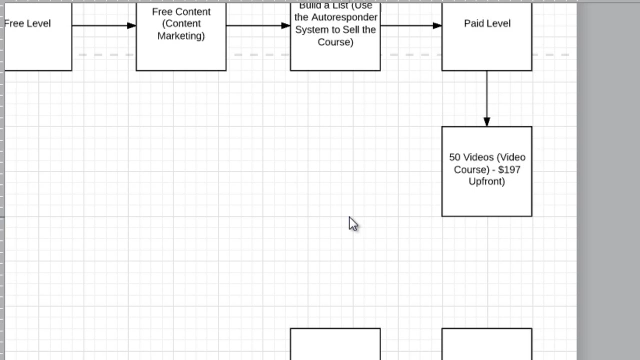 Free Level
Free Content
(Content
Marketing)
Build a List (Use
the Autoresponder
System to Sell the
Course)
Paid Level
50 Videos (Video
Course) - $197
Upfront)